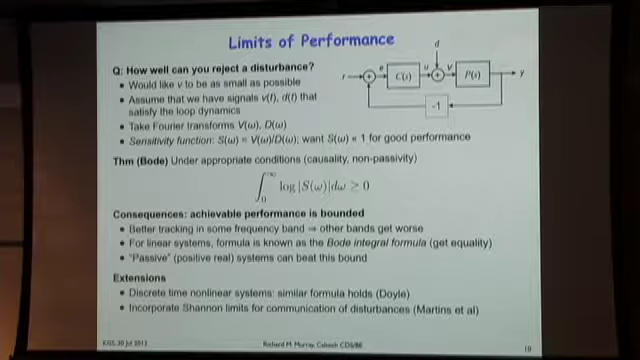 Limits of Performance
Q: How well can you reject a disturbance?
• Would like v to be as small as possible
• Assume that we have signals v(t), d(t) that
satisfy the loop dynamics
• Take Fourier transforms V(ω), D(ω)
• Sensitivity function: S(ω) = V(ω)/D(ω); want S(ω) « 1 for good performance
d
r
e
C(s)
u
V
P(s)
y
-1
Thm (Bode) Under appropriate conditions (causality, non-passivity)
∫₀^∞ log |S(ω)|dω ≥ 0
Consequences: achievable performance is bounded
• Better tracking in some frequency band ⇒ other bands get worse
• For linear systems, formula is known as the Bode integral formula (get equality)
• "Passive" (positive real) systems can beat this bound
Extensions
• Discrete time nonlinear systems: similar formula holds (Doyle)
• Incorporate Shannon limits for communication of disturbances (Martins et al)
30 Jul 2012
Richard M. Murray, Caltech CDS/BE